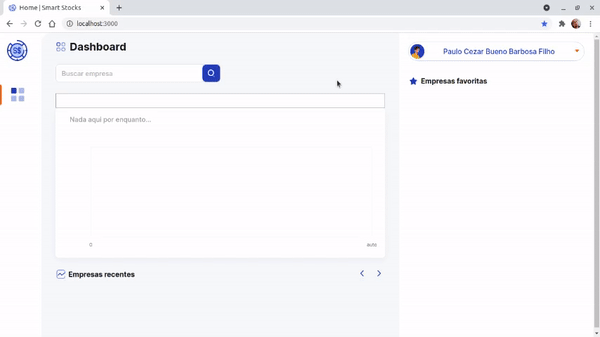 Home | Smart Stocks
localhost:3000
S$
Dashboard
Paulo Cezar Bueno Barbosa Filho
Buscar empresa
Empresas favoritas
Nada aqui por enquanto...
0
auto
Empresas recentes